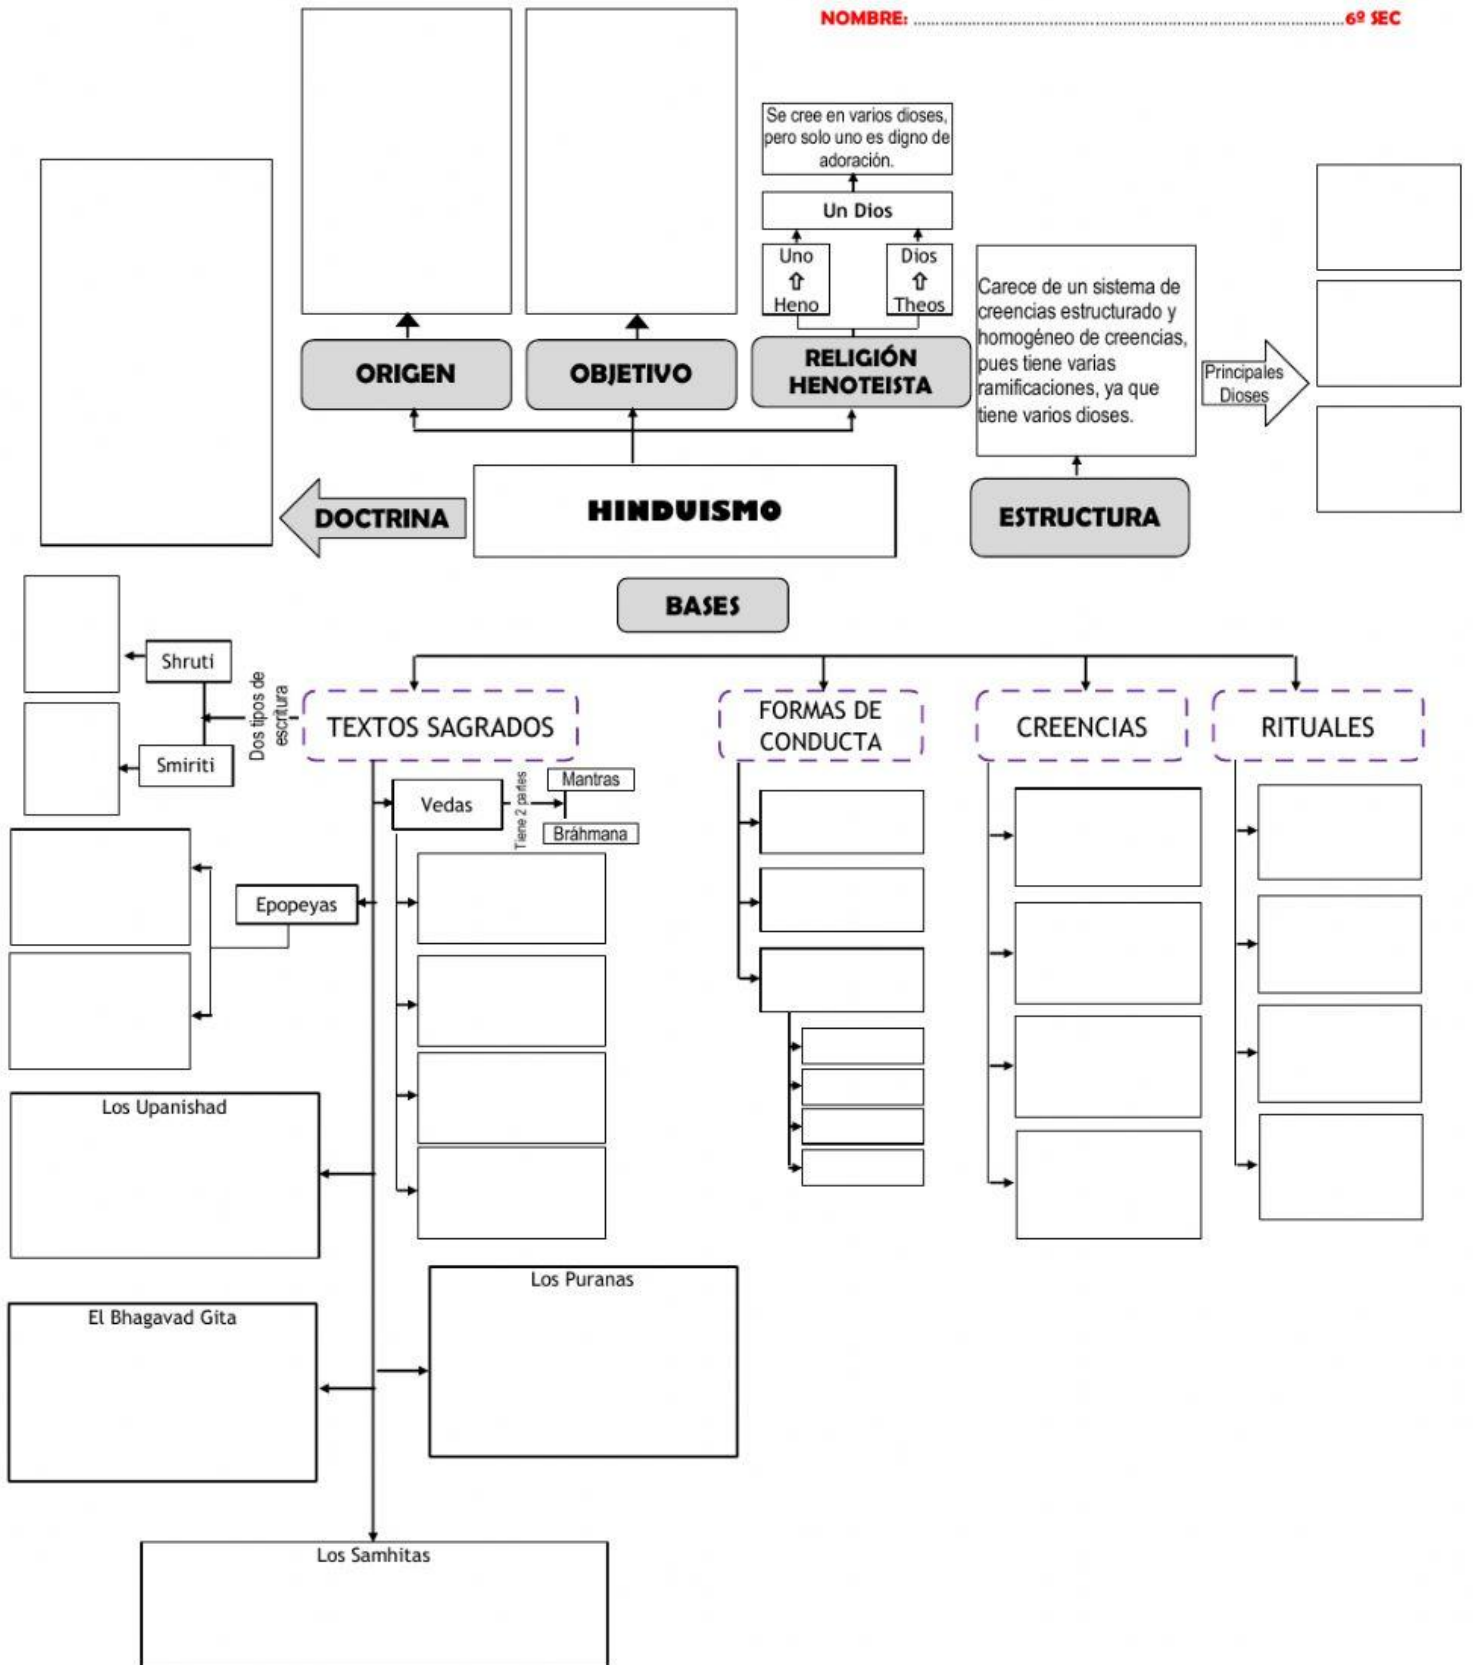 NOMBRE: ........................................................................................6º SEC
Se cree en varios dioses,
pero solo uno es digno de
adoración.
Un Dios
Uno
⇧
Heno
Dios
⇧
Theos
Carece de un sistema de
creencias estructurado y
homogéneo de creencias,
pues tiene varias
ramificaciones, ya que
tiene varios dioses.
Principales
Dioses
ORIGEN
OBJETIVO
RELIGIÓN
HENOTEISTA
DOCTRINA
HINDUISMO
ESTRUCTURA
BASES
Shruti
Smiriti
Dos tipos de
escritura
TEXTOS SAGRADOS
FORMAS DE
CONDUCTA
CREENCIAS
RITUALES
Vedas
Tiene 2 partes
Mantras
Bráhmana
Epopeyas
Los Upanishad
El Bhagavad Gita
Los Puranas
Los Samhitas